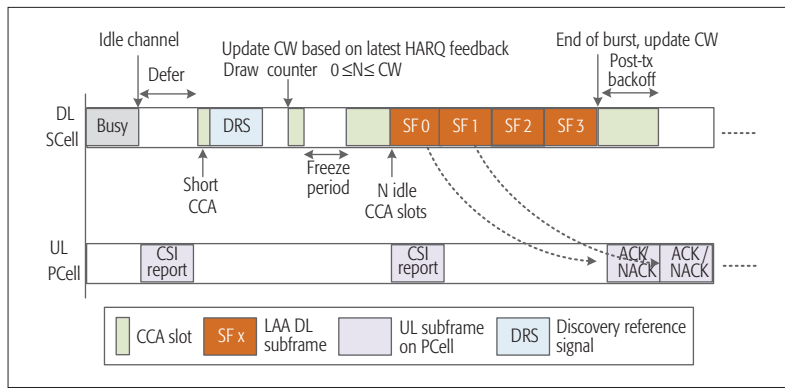 Idle channel
Update CW based on latest HARQ feedback
Draw counter 0 ≤N≤ CW
End of burst, update CW
Post-tx
backoff
Defer
DL
SCell
Busy
DRS
SF 0
SF 1
SF 2
SF 3
Short
CCA
Freeze
period
N idle
CCA slots
UL
PCell
CSI
report
CSI
report
ACK/
NACK
ACK/
NACK
CCA slot
SF x
LAA DL
subframe
UL subframe
on PCell
DRS
Discovery reference
signal